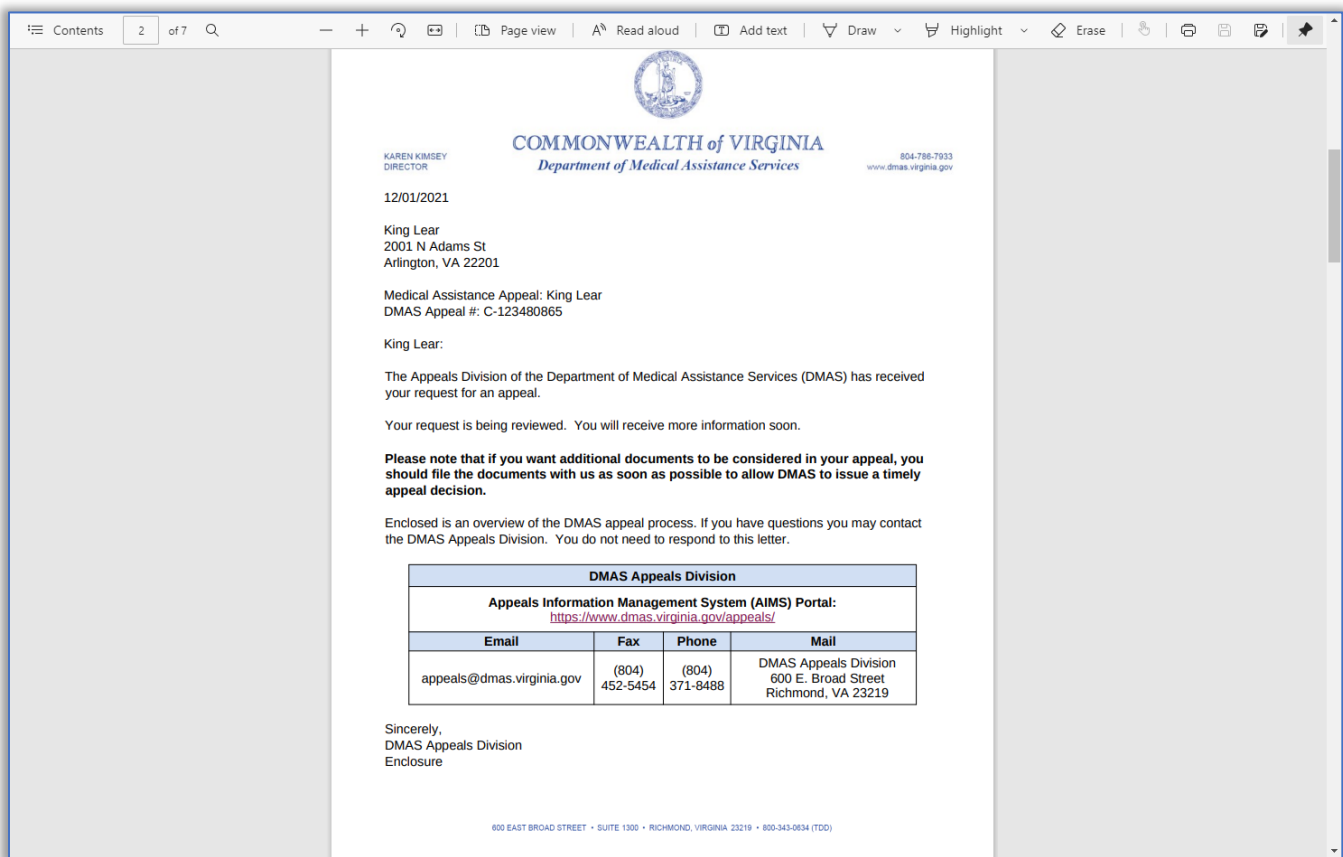 Contents 2 of 7 Page view Read aloud Add text Draw Highlight Erase
VIRGINIA
COMMONWEALTH of VIRGINIA
Department of Medical Assistance Services
KAREN KIMSEY
DIRECTOR
804-786-7933
www.dmas.virginia.gov
12/01/2021
King Lear
2001 N Adams St
Arlington, VA 22201
Medical Assistance Appeal: King Lear
DMAS Appeal #: C-123480865
King Lear:
The Appeals Division of the Department of Medical Assistance Services (DMAS) has received
your request for an appeal.
Your request is being reviewed.  You will receive more information soon.
Please note that if you want additional documents to be considered in your appeal, you
should file the documents with us as soon as possible to allow DMAS to issue a timely
appeal decision.
Enclosed is an overview of the DMAS appeal process. If you have questions you may contact
the DMAS Appeals Division.  You do not need to respond to this letter.
DMAS Appeals Division
Appeals Information Management System (AIMS) Portal:
https://www.dmas.virginia.gov/appeals/
Email Fax Phone Mail
appeals@dmas.virginia.gov
(804)
452-5454
(804)
371-8488
DMAS Appeals Division
600 E. Broad Street
Richmond, VA 23219
Sincerely,
DMAS Appeals Division
Enclosure
600 EAST BROAD STREET • SUITE 1300 • RICHMOND, VIRGINIA 23219 • 800-343-0634 (TDD)